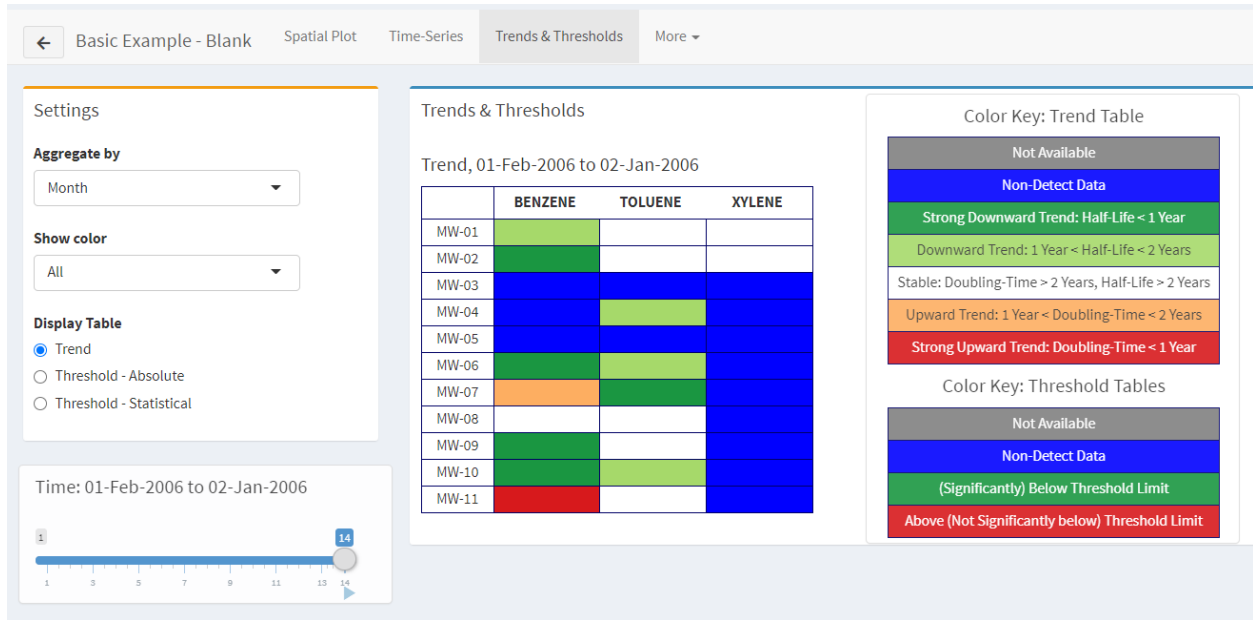 Basic Example - Blank Spatial Plot Time-Series Trends & Thresholds More
Settings
Aggregate by
Month
Show color
All
Display Table
Trend
Threshold - Absolute
Threshold - Statistical
Time: 01-Feb-2006 to 02-Jan-2006
1 14
1 3 5 7 9 11 13 14
Trends & Thresholds
Trend, 01-Feb-2006 to 02-Jan-2006
BENZENE TOLUENE XYLENE
MW-01
MW-02
MW-03
MW-04
MW-05
MW-06
MW-07
MW-08
MW-09
MW-10
MW-11
Color Key: Trend Table
Not Available
Non-Detect Data
Strong Downward Trend: Half-Life < 1 Year
Downward Trend: 1 Year < Half-Life < 2 Years
Stable: Doubling-Time > 2 Years, Half-Life > 2 Years
Upward Trend: 1 Year < Doubling-Time < 2 Years
Strong Upward Trend: Doubling-Time < 1 Year
Color Key: Threshold Tables
Not Available
Non-Detect Data
(Significantly) Below Threshold Limit
Above (Not Significantly below) Threshold Limit